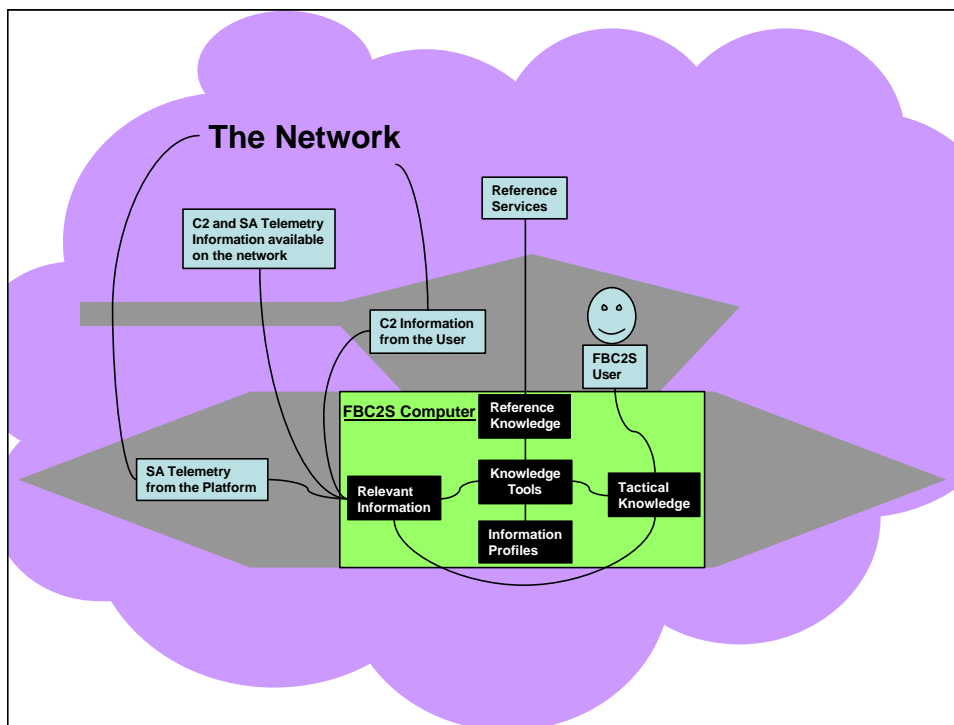 The Network
Reference
Services
C2 and SA Telemetry
Information available
on the network
C2 Information
from the User
FBC2S
User
FBC2S Computer
Reference
Knowledge
SA Telemetry
from the Platform
Relevant
Information
Knowledge
Tools
Tactical
Knowledge
Information
Profiles